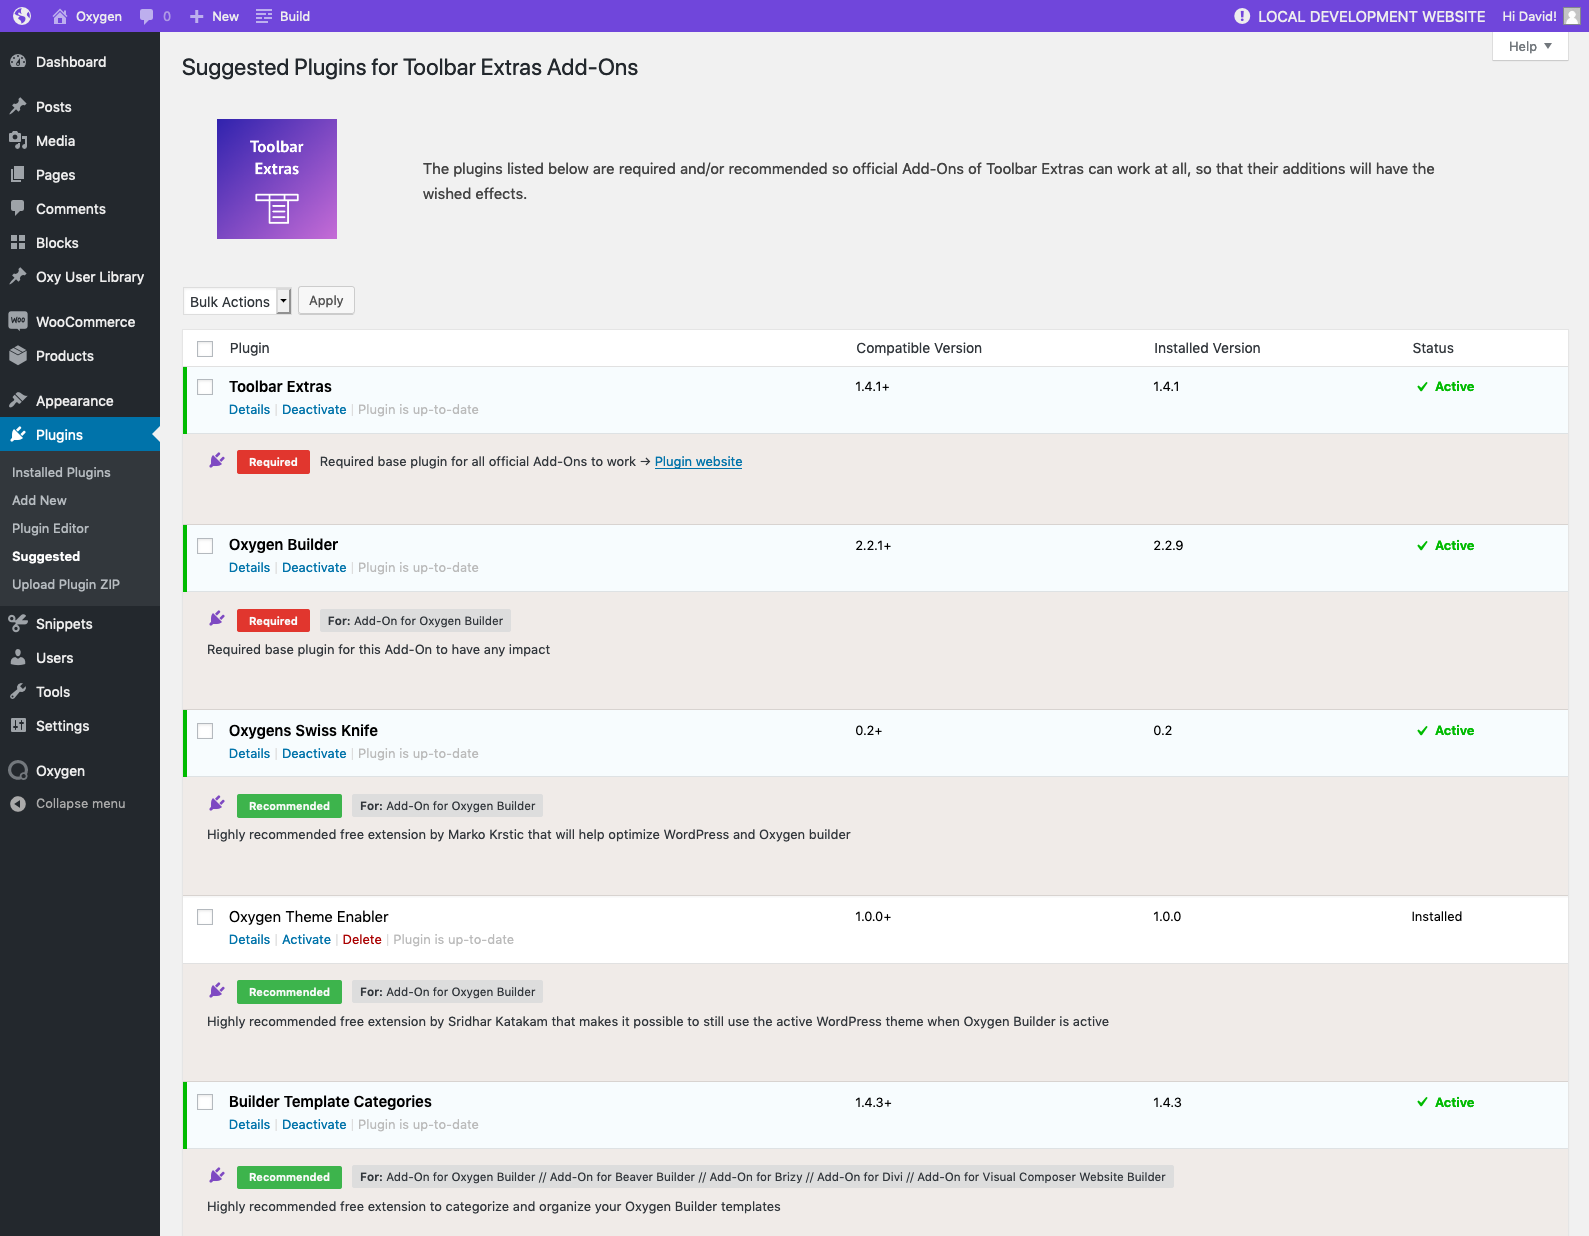 Oxygen 0 New Build LOCAL DEVELOPMENT WEBSITE Hi David!
Help
Dashboard
Posts
Media
Pages
Comments
Blocks
Oxy User Library
WooCommerce
Products
Appearance
Plugins
Installed Plugins
Add New
Plugin Editor
Suggested
Upload Plugin ZIP
Snippets
Users
Tools
Settings
Oxygen
Collapse menu
Suggested Plugins for Toolbar Extras Add-Ons
Toolbar
Extras
The plugins listed below are required and/or recommended so official Add-Ons of Toolbar Extras can work at all, so that their additions will have the
wished effects.
Bulk Actions Apply
Plugin Compatible Version Installed Version Status
Toolbar Extras 1.4.1+ 1.4.1 Active
Details | Deactivate | Plugin is up-to-date
Required Required base plugin for all official Add-Ons to work → Plugin website
Oxygen Builder 2.2.1+ 2.2.9 Active
Details | Deactivate | Plugin is up-to-date
Required For: Add-On for Oxygen Builder
Required base plugin for this Add-On to have any impact
Oxygens Swiss Knife 0.2+ 0.2 Active
Details | Deactivate | Plugin is up-to-date
Recommended For: Add-On for Oxygen Builder
Highly recommended free extension by Marko Krstic that will help optimize WordPress and Oxygen builder
Oxygen Theme Enabler 1.0.0+ 1.0.0 Installed
Details | Activate | Delete | Plugin is up-to-date
Recommended For: Add-On for Oxygen Builder
Highly recommended free extension by Sridhar Katakam that makes it possible to still use the active WordPress theme when Oxygen Builder is active
Builder Template Categories 1.4.3+ 1.4.3 Active
Details | Deactivate | Plugin is up-to-date
Recommended For: Add-On for Oxygen Builder // Add-On for Beaver Builder // Add-On for Brizy // Add-On for Divi // Add-On for Visual Composer Website Builder
Highly recommended free extension to categorize and organize your Oxygen Builder templates